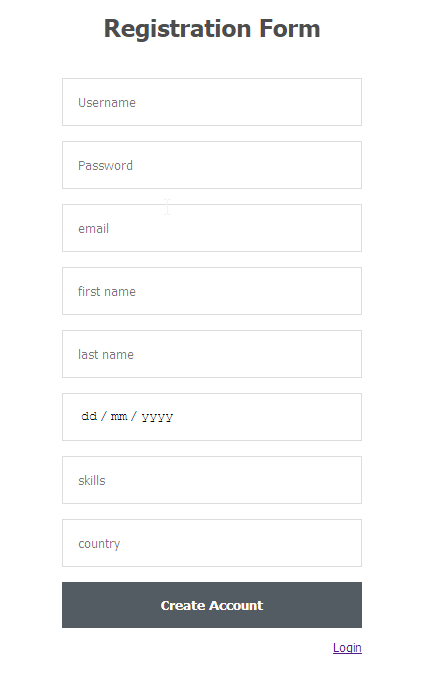 Registration Form
Username
Password
email
first name
last name
dd / mm / yyyy
skills
country
Create Account
Login